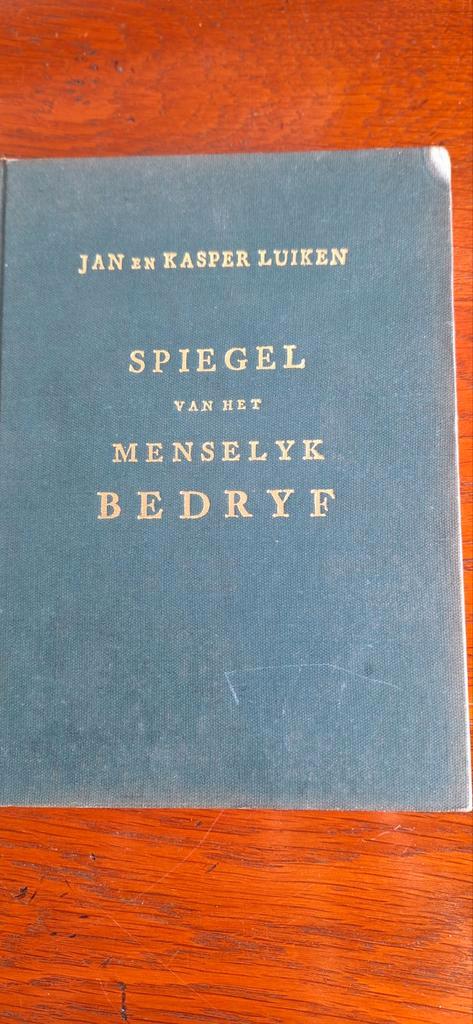 JAN EN KASPER LUIKEN
SPIEGEL
VAN HET
MENSELYK
BEDRYF